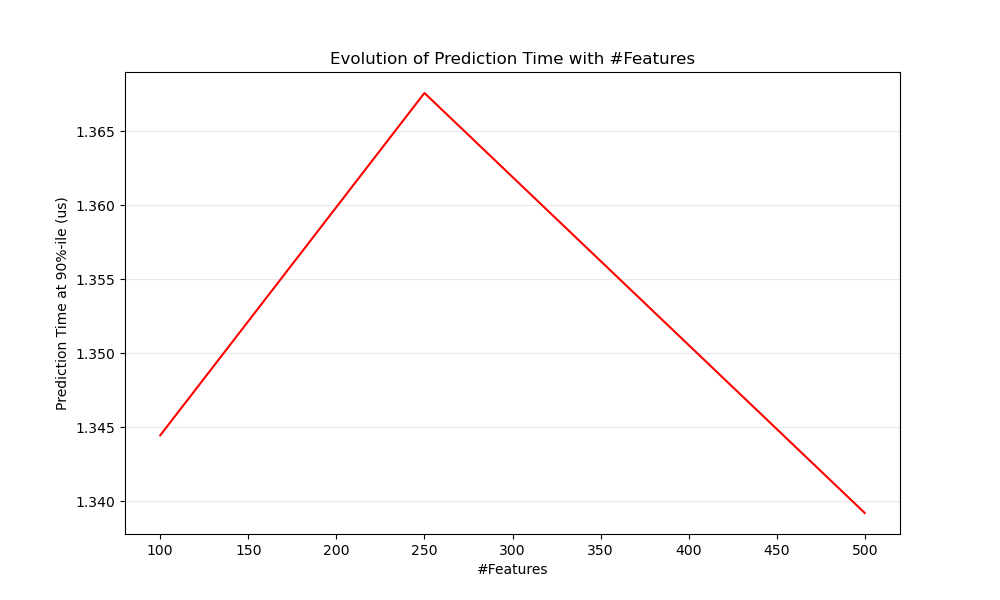 Evolution of Prediction Time with #Features
Prediction Time at 90%-ile (us)
1.365
1.360
1.355
1.350
1.345
1.340
100 150 200 250 300 350 400 450 500
#Features